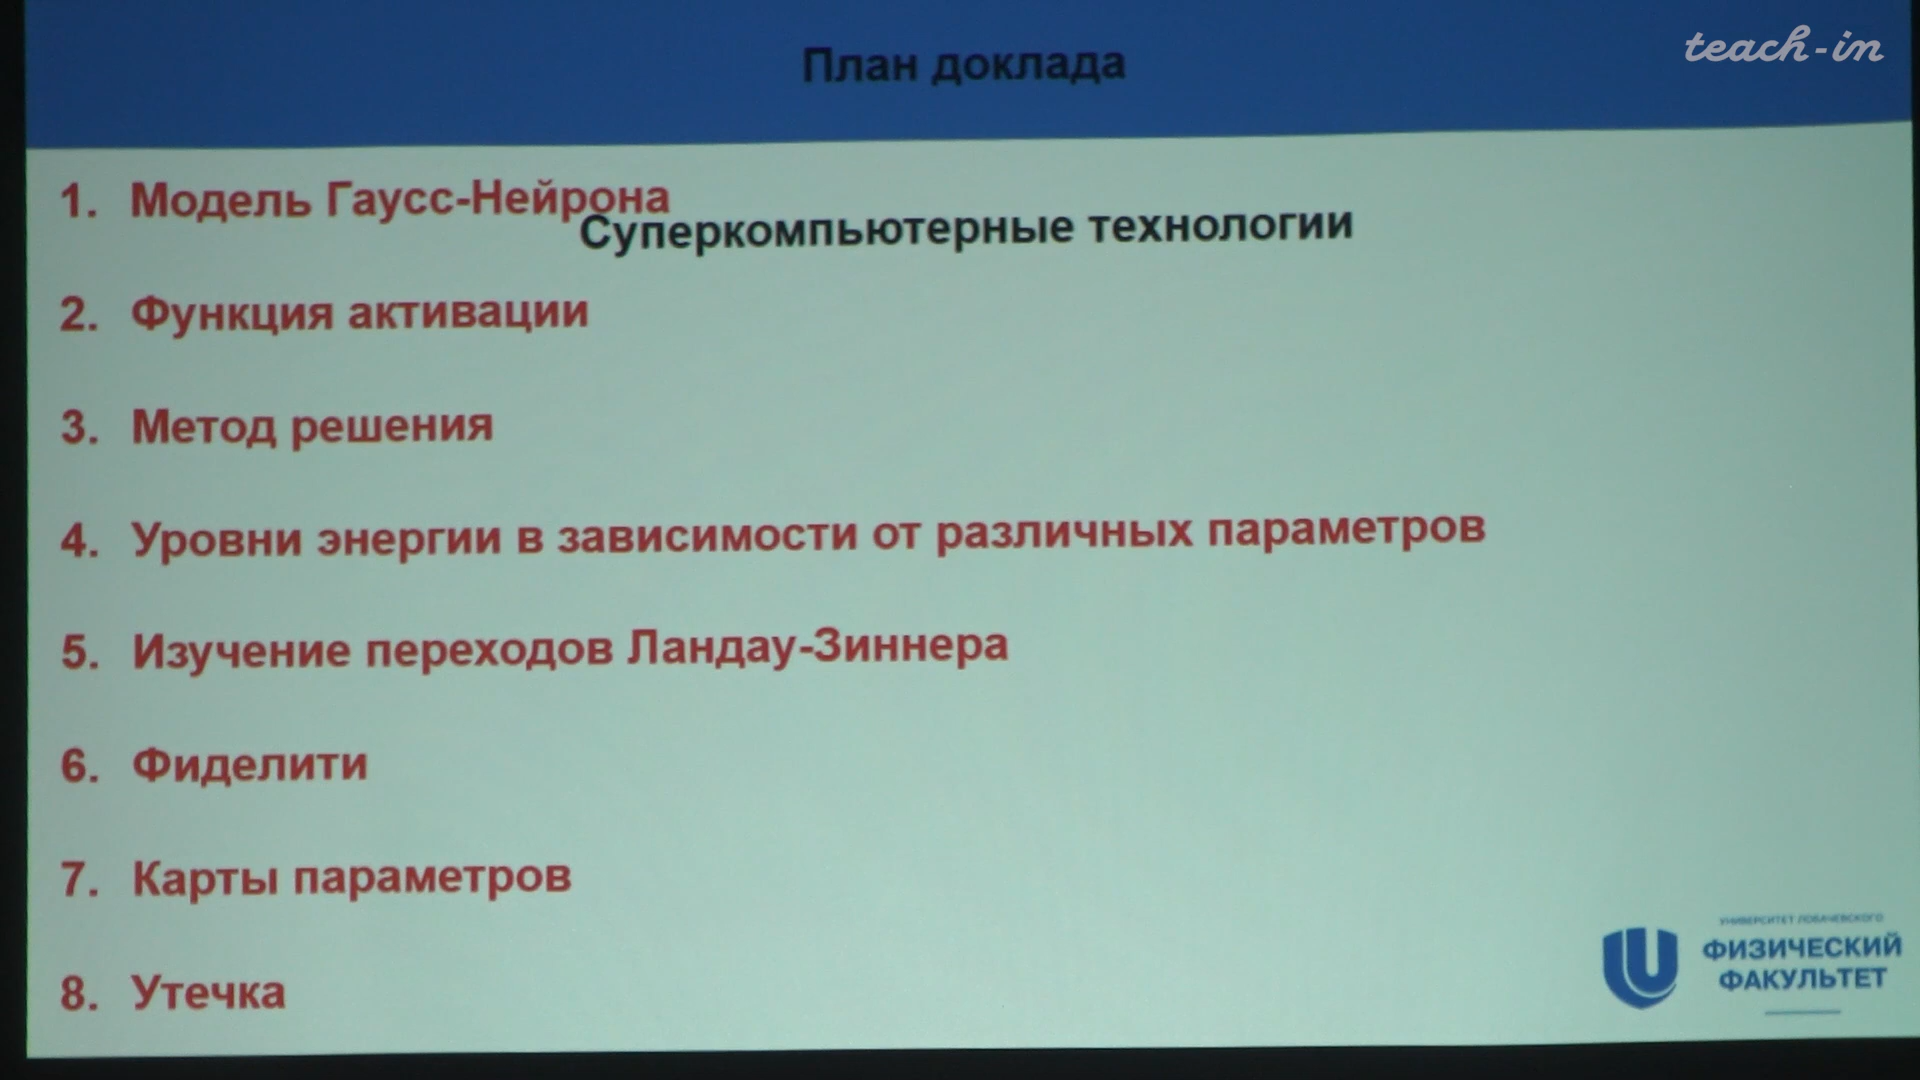 План доклада
teach-in
1. Модель Гаусс-Нейрона
Суперкомпьютерные технологии
2. Функция активации
3. Метод решения
4. Уровни энергии в зависимости от различных параметров
5. Изучение переходов Ландау-Зиннера
6. Фиделити
7. Карты параметров
8. Утечка
УНИВЕРСИТЕТ ЛОБАЧЕВСКОГО
ФИЗИЧЕСКИЙ
ФАКУЛЬТЕТ